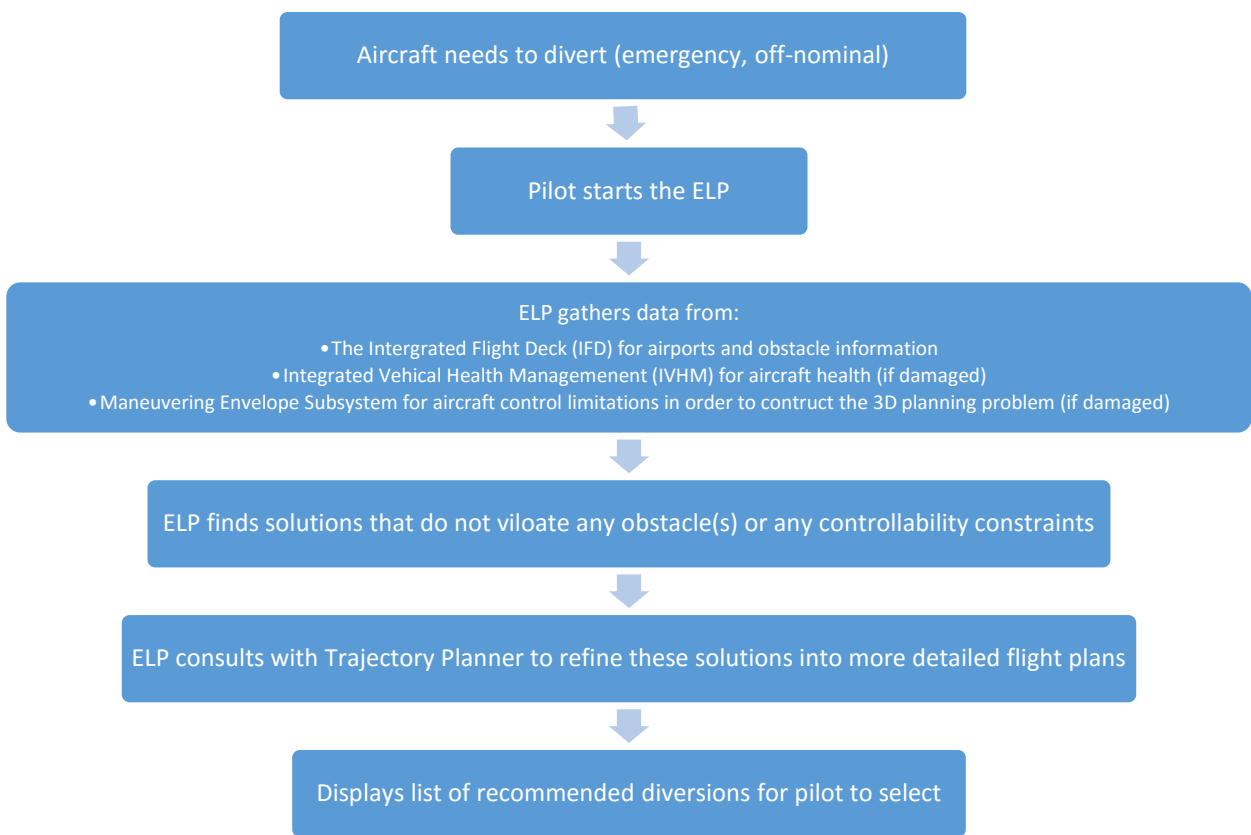 Aircraft needs to divert (emergency, off-nominal)
Pilot starts the ELP
ELP gathers data from:
•The Intergrated Flight Deck (IFD) for airports and obstacle information
•Integrated Vehical Health Managemenent (IVHM) for aircraft health (if damaged)
•Maneuvering Envelope Subsystem for aircraft control limitations in order to contruct the 3D planning problem (if damaged)
ELP finds solutions that do not viloate any obstacle(s) or any controllability constraints
ELP consults with Trajectory Planner to refine these solutions into more detailed flight plans
Displays list of recommended diversions for pilot to select